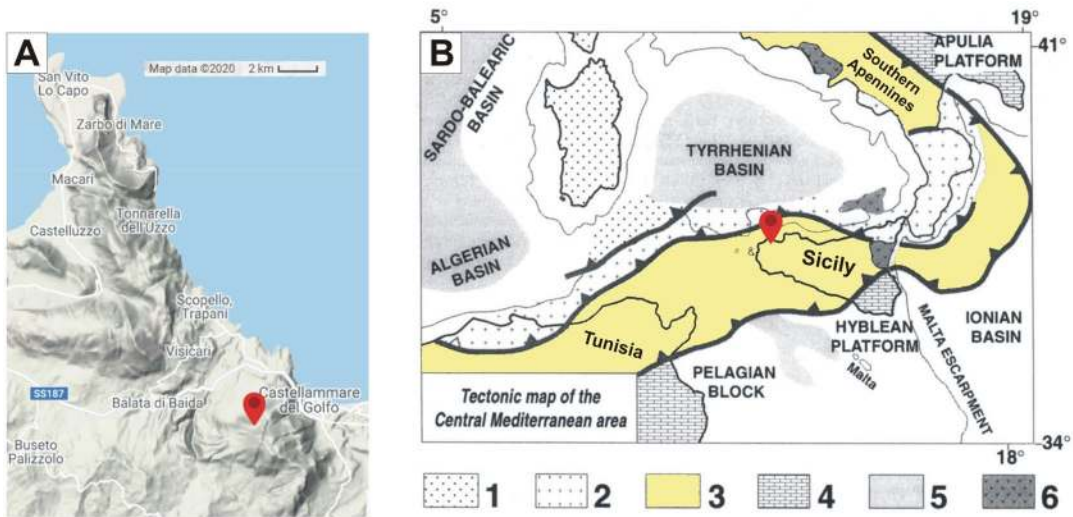 A
Map data ©2020 2 km
San Vito
Lo Capo
Zarbo di Mare
Macari
Tonnarella
dell'Uzzo
Castelluzzo
Scopello,
Trapani
Visicari
SS187
Balata di Baida
Castellammare
del Golfo
Buseto
Palizzolo
B
5°
19°
41°
SARDO-BALEARIC
BASIN
Southern
Apennines
APULIA
PLATFORM
TYRRHENIAN
BASIN
ALGERIAN
BASIN
Sicily
Tunisia
HYBLEAN
PLATFORM
IONIAN
BASIN
MALTA ESCARPMENT
Malta
PELAGIAN
BLOCK
Tectonic map of the
Central Mediterranean area
34°
18°
1
2
3
4
5
6